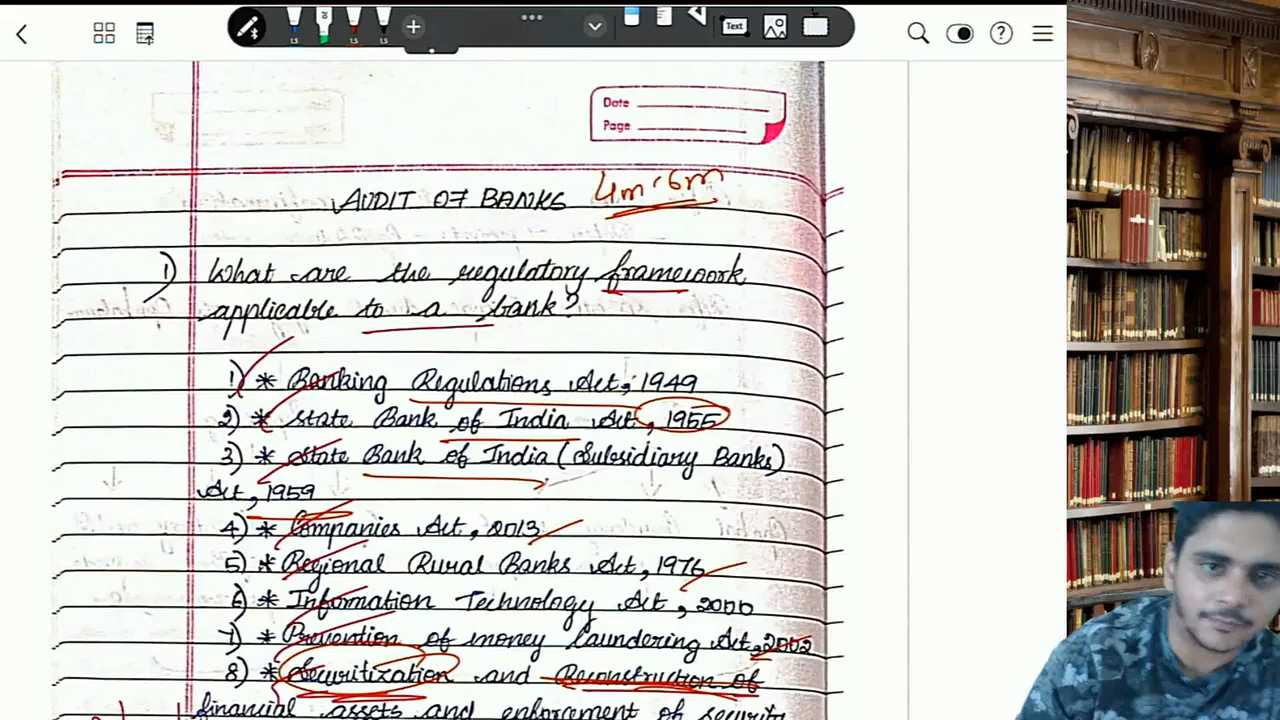 Text
Date
Page
AUDIT OF BANKS 4m-6m
1) What are the regulatory framework
applicable to a bank?
1) * Banking Regulations Act, 1949
2) * State Bank of India Act, 1955
3) * State Bank of India (Subsidiary Banks)
Act, 1959
4) * Companies Act, 2013
5) * Regional Rural Banks Act, 1976
6) * Information Technology Act, 2000
7) * Prevention of money laundering Act, 2002
8) * Securitization and Reconstruction of
financial assets and enforcement of security